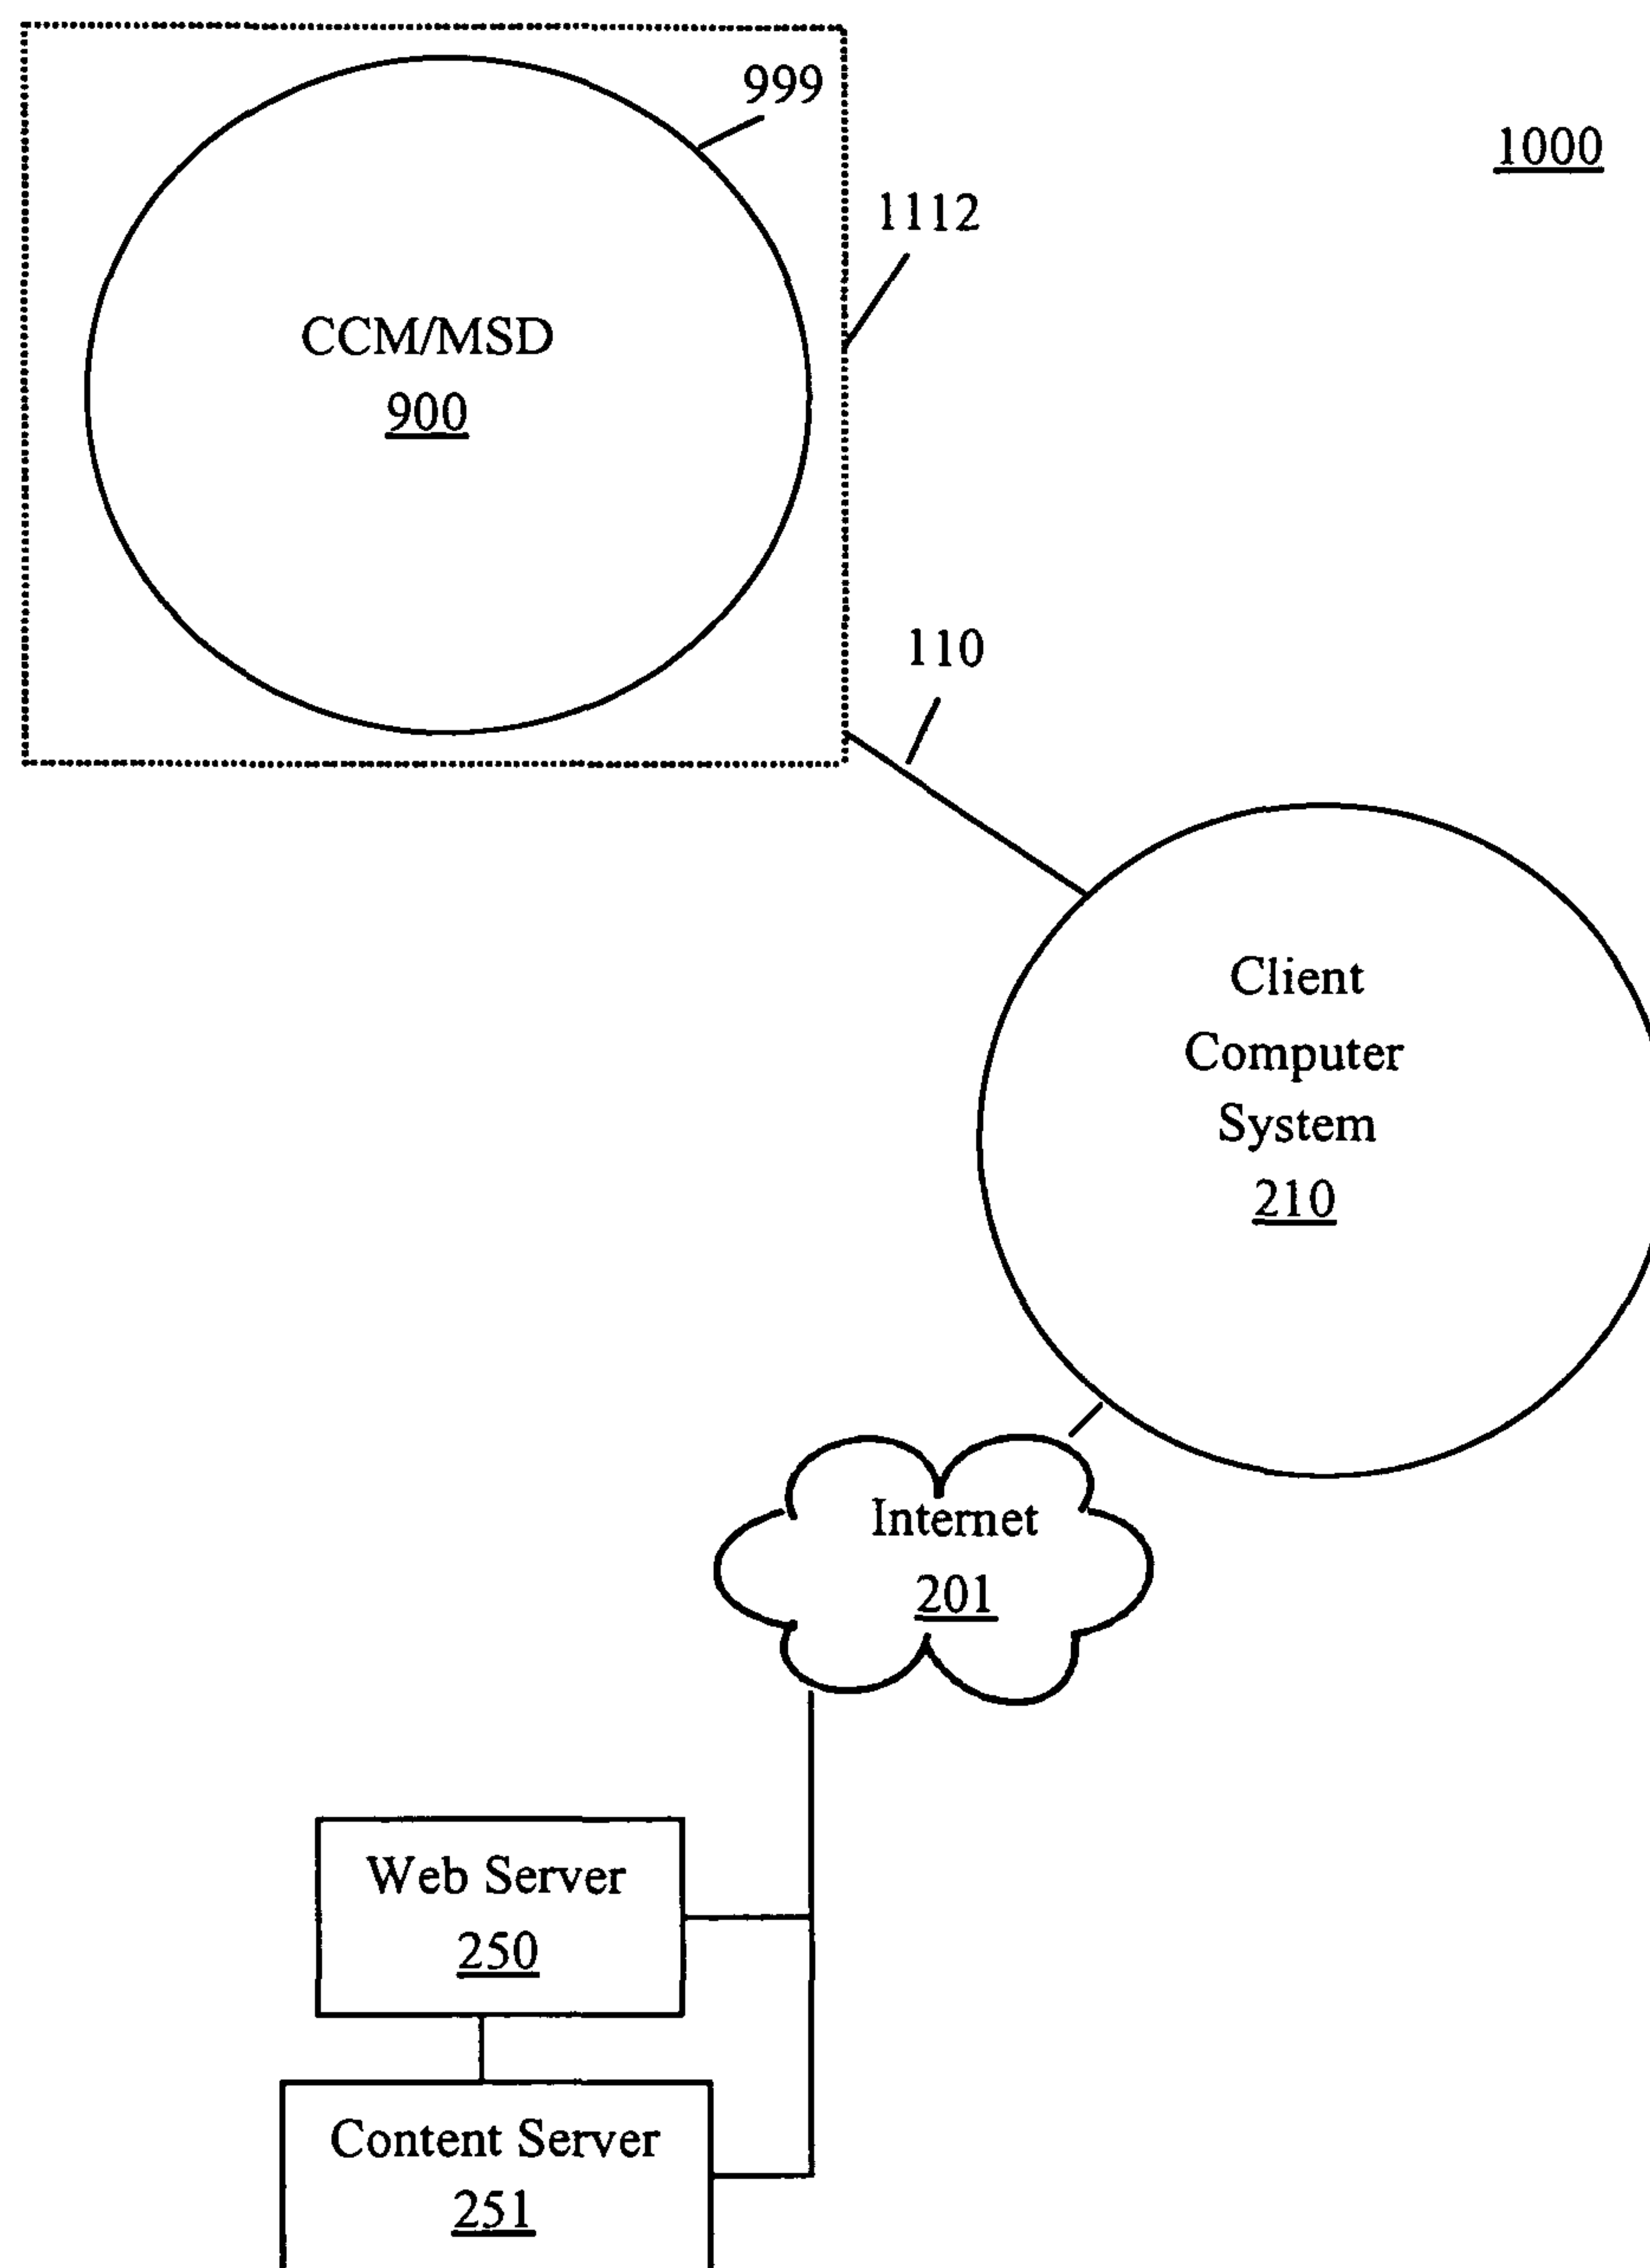 999
1000
1112
CCM/MSD
900
110
Client
Computer
System
210
Internet
201
Web Server
250
Content Server
251